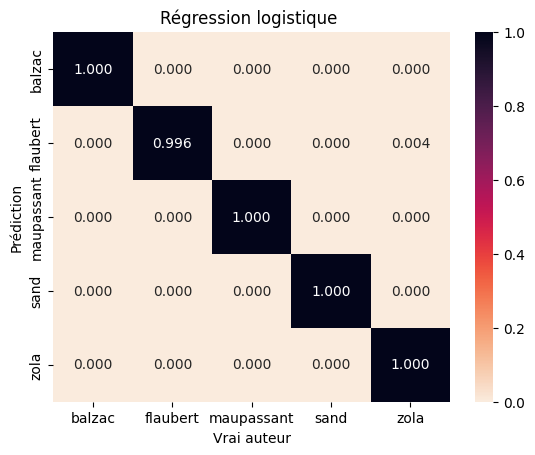 Régression logistique
Prédiction
balzac
flaubert
maupassant
sand
zola
1.000 0.000 0.000 0.000 0.000
0.000 0.996 0.000 0.000 0.004
0.000 0.000 1.000 0.000 0.000
0.000 0.000 0.000 1.000 0.000
0.000 0.000 0.000 0.000 1.000
balzac flaubert maupassant sand zola
Vrai auteur
1.0
0.8
0.6
0.4
0.2
0.0